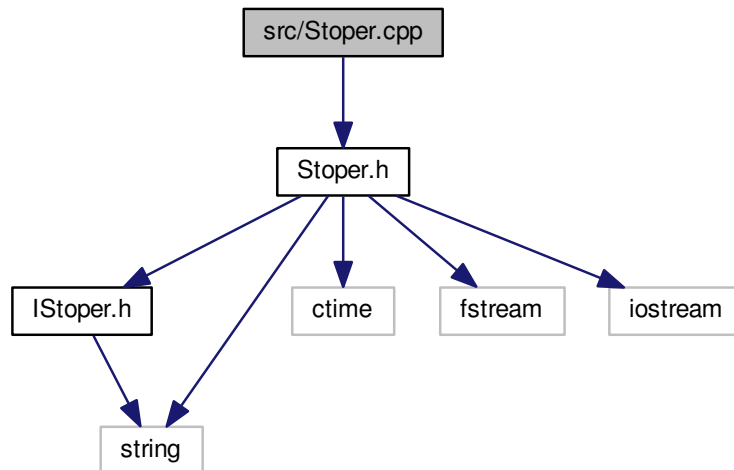 src/Stoper.cpp
Stoper.h
IStoper.h
ctime
fstream
iostream
string